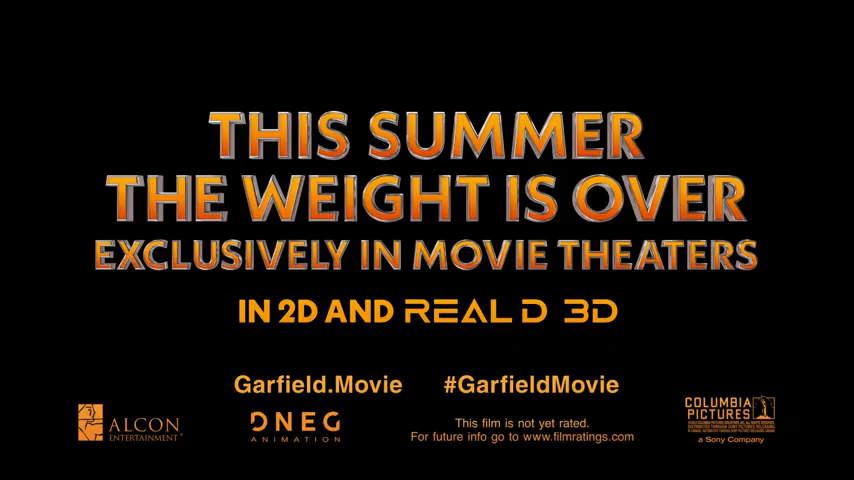 THIS SUMMER
THE WEIGHT IS OVER
EXCLUSIVELY IN MOVIE THEATERS
IN 2D AND REALD 3D
Garfield.Movie #GarfieldMovie
ALCON
ENTERTAINMENT
DNEG
ANIMATION
This film is not yet rated.
For future info go to www.filmratings.com
COLUMBIA
PICTURES
a Sony Company